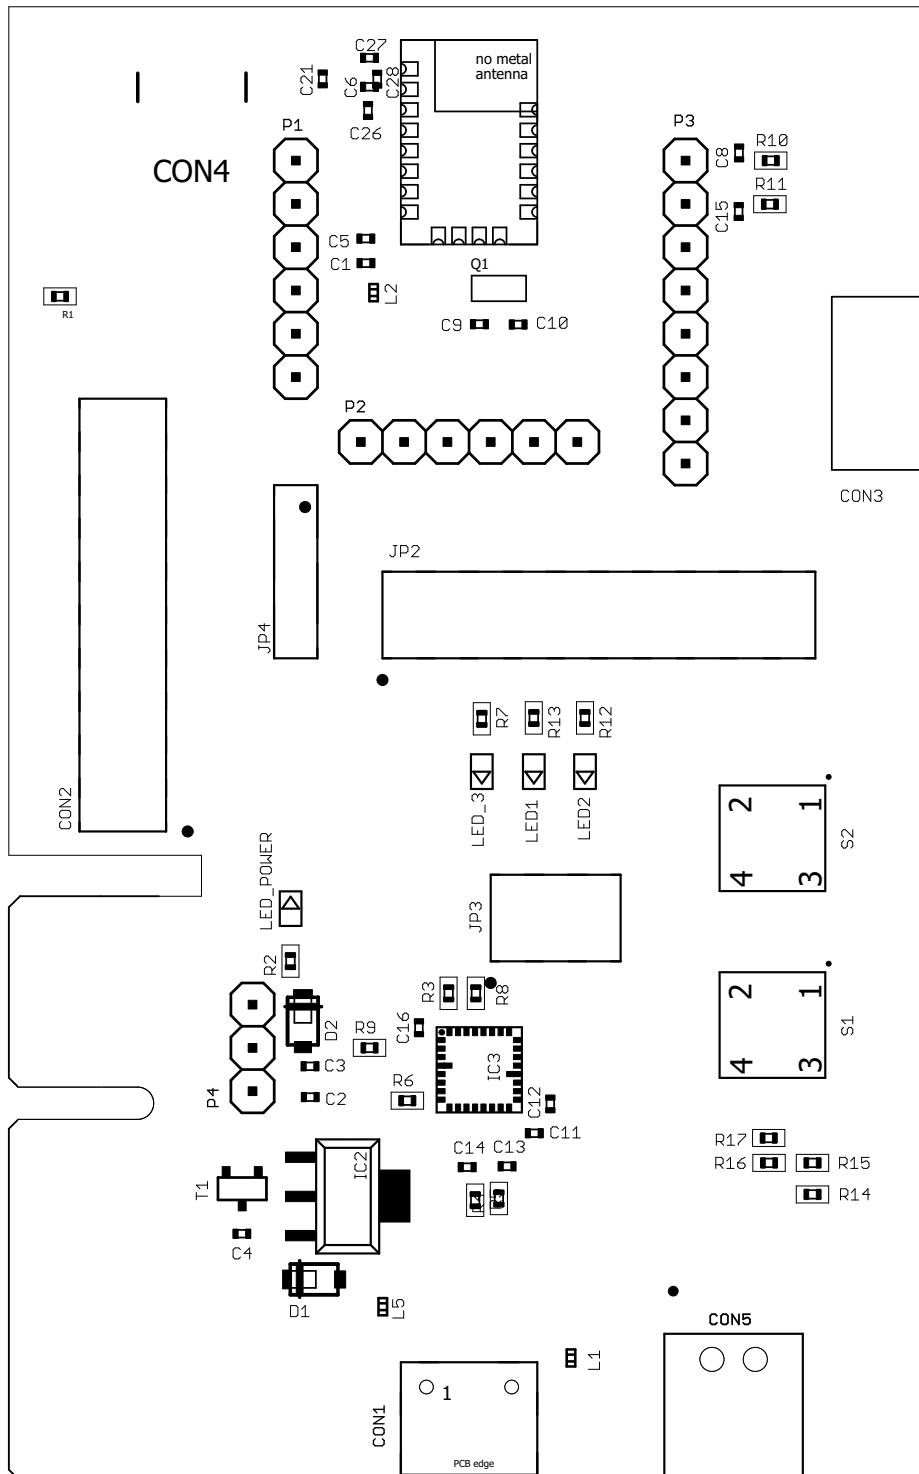 C27
no metal
antenna
C21
C6
C28
C26
P1
P3
CON4
C8
R10
R11
C15
C5
C1
Q1
L2
R1
C9
C10
P2
CON3
JP2
JP4
R7
R13
R12
CON2
LED_3
LED1
LED2
2
1
4
3
S2
LED_POWER
JP3
R2
R3
R8
2
1
4
3
S1
D2
R9
C16
IC3
C3
C2
P4
R6
C12
C11
R17
R16
R15
R14
C14
C13
IC2
T1
C4
D1
L5
CON5
L1
CON1
1
PCB edge